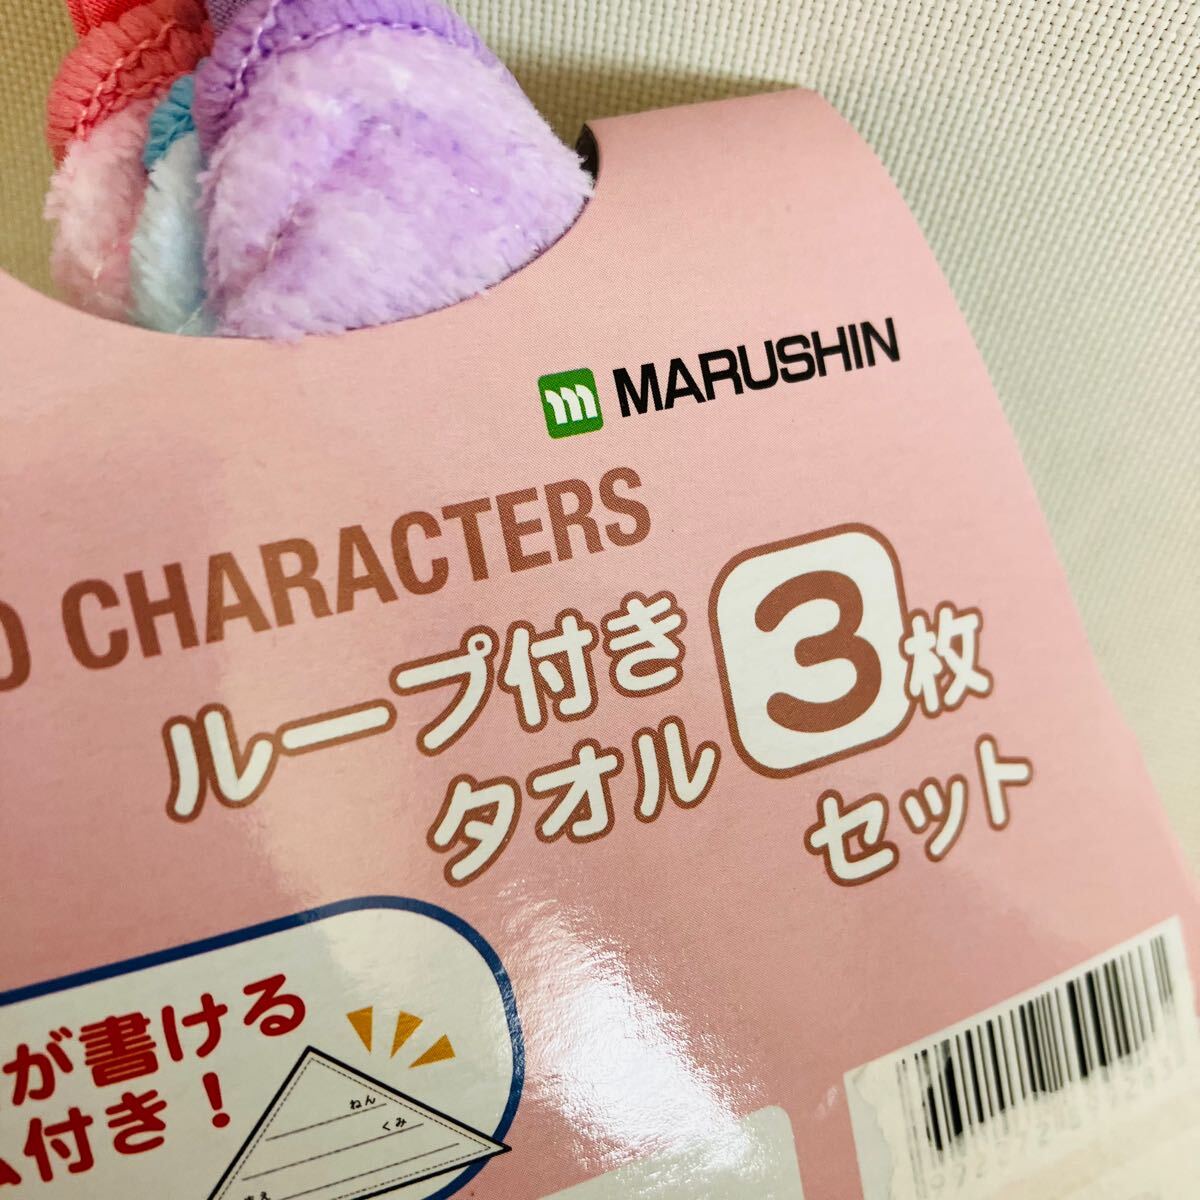 MARUSHIN
CHARACTERS
ループ付き
タオル
3枚
セット
が書ける
付き！
ねん
くみ